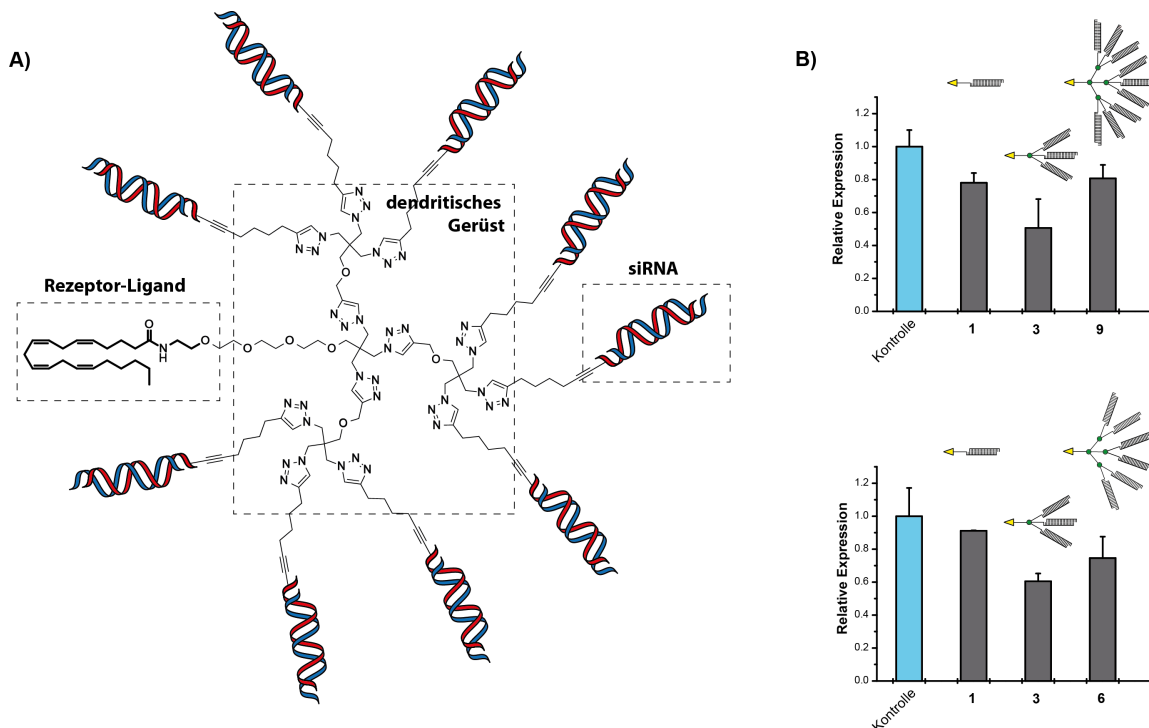 A)
dendritisches
Gerüst
Rezeptor-Ligand
siRNA
O
N
H
O
O
O
O
N N
N
N N
N
N
N N
O
N
N N
N
N N
O
N
N N
N
N N
N
N N
N
N N
O
N
N N
O
N
N N
N
N N
N
N N
B)
Relative Expression
1.2
1.0
0.8
0.6
0.4
0.2
0.0
Kontrolle
1
3
9
Relative Expression
1.2
1.0
0.8
0.6
0.4
0.2
0.0
Kontrolle
1
3
6